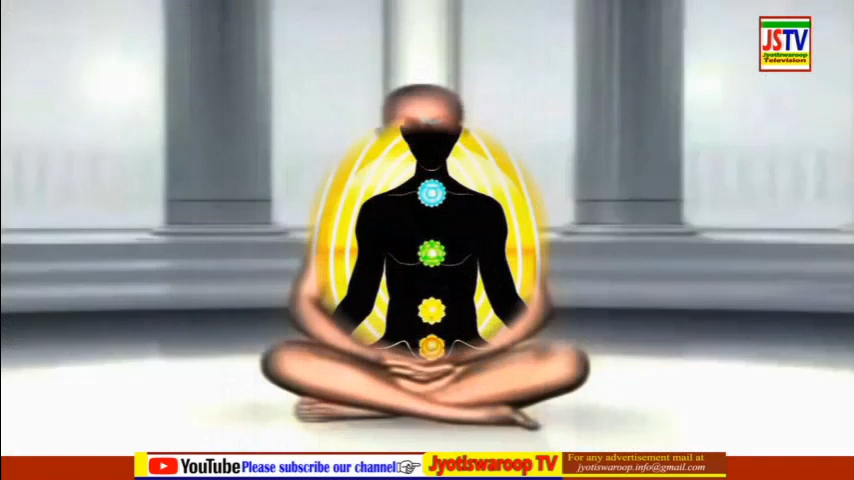 JSTV
Jyotiswaroop
Television
YouTube Please subscribe our channel Jyotiswaroop TV
For any advertisement mail at
jyotiswaroop.info@gmail.com